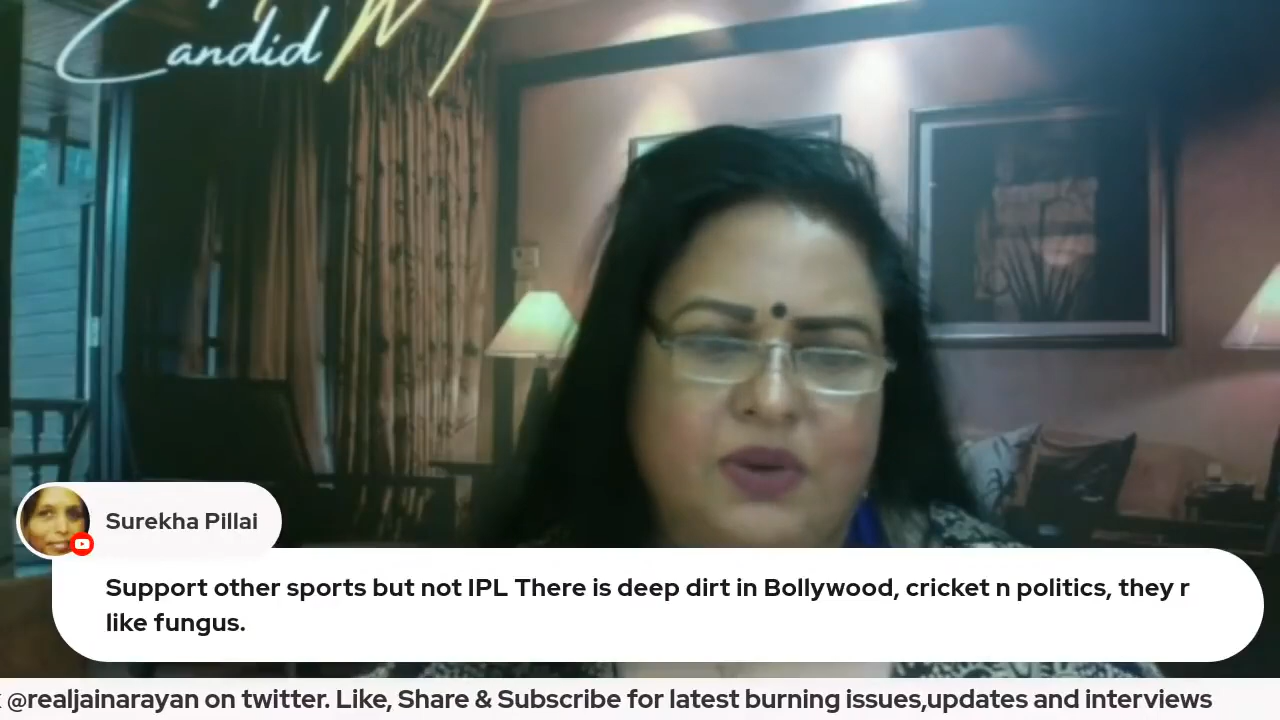 Candid M
Surekha Pillai
Support other sports but not IPL There is deep dirt in Bollywood, cricket n politics, they r
like fungus.
@realjainarayan on twitter. Like, Share & Subscribe for latest burning issues,updates and interviews